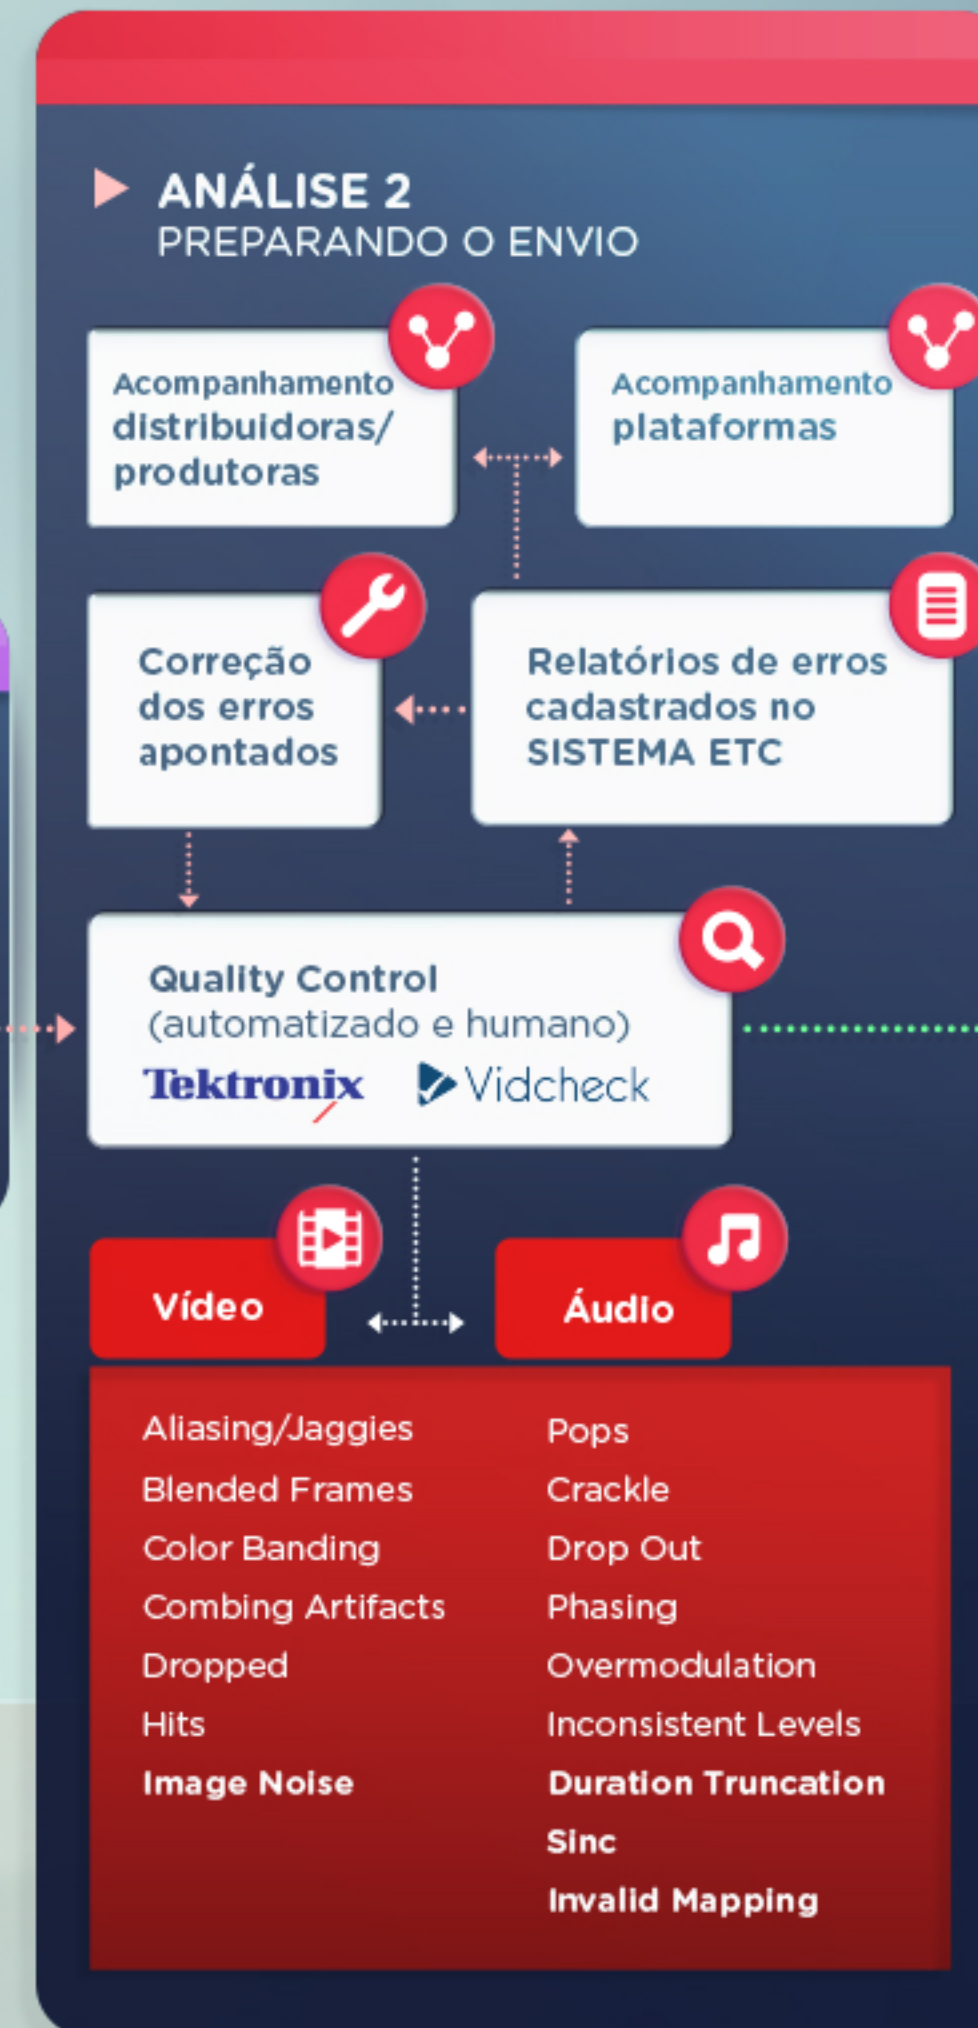 ANÁLISE 2
PREPARANDO O ENVIO
Acompanhamento
distribuidoras/
produtoras
Acompanhamento
plataformas
Correção
dos erros
apontados
Relatórios de erros
cadastrados no
SISTEMA ETC
Quality Control
(automatizado e humano)
Tektronix
Vidcheck
Vídeo
Áudio
Aliasing/Jaggies
Blended Frames
Color Banding
Combing Artifacts
Dropped
Hits
Image Noise
Pops
Crackle
Drop Out
Phasing
Overmodulation
Inconsistent Levels
Duration Truncation
Sinc
Invalid Mapping